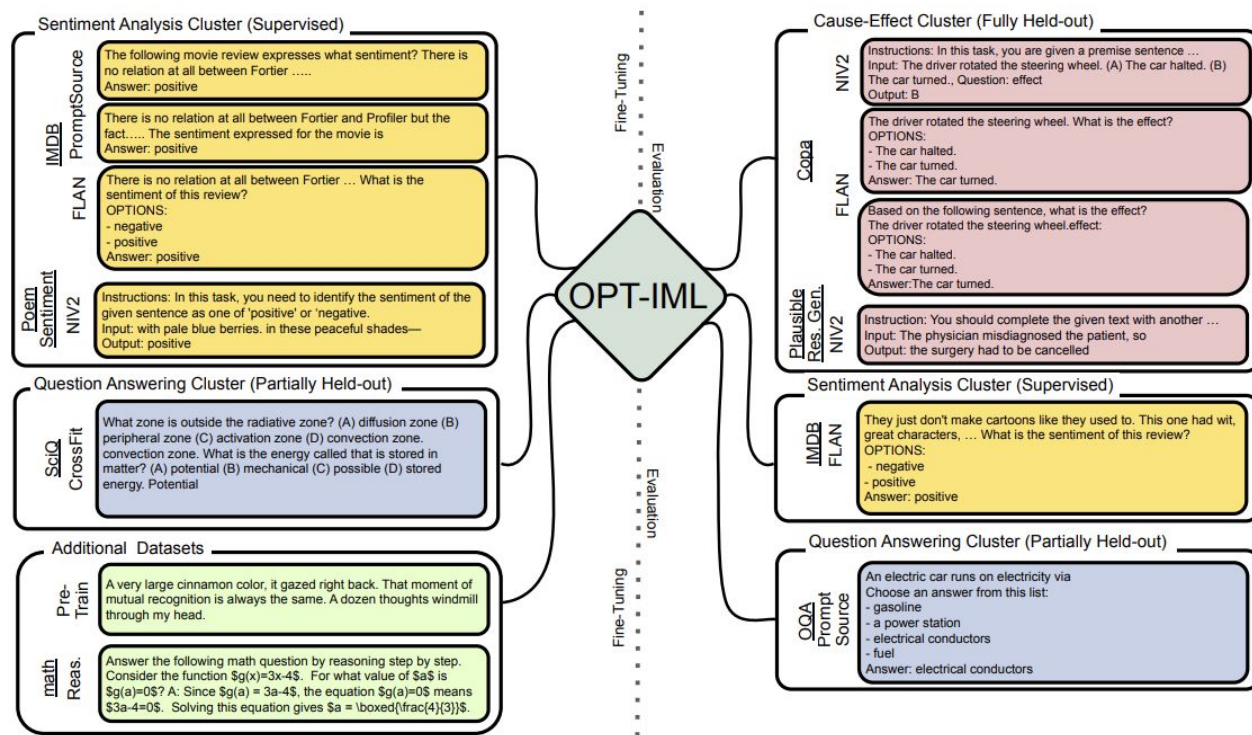 Sentiment Analysis Cluster (Supervised)
IMDB
PromptSource
The following movie review expresses what sentiment? There is
no relation at all between Fortier …..
Answer: positive
There is no relation at all between Fortier and Profiler but the
fact….. The sentiment expressed for the movie is
Answer: positive
FLAN
There is no relation at all between Fortier … What is the
sentiment of this review?
OPTIONS:
- negative
- positive
Answer: positive
Poem
Sentiment
NIV2
Instructions: In this task, you need to identify the sentiment of the
given sentence as one of 'positive' or 'negative.
Input: with pale blue berries. in these peaceful shades—
Output: positive
Question Answering Cluster (Partially Held-out)
SciQ
CrossFit
What zone is outside the radiative zone? (A) diffusion zone (B)
peripheral zone (C) activation zone (D) convection zone.
convection zone. What is the energy called that is stored in
matter? (A) potential (B) mechanical (C) possible (D) stored
energy. Potential
Additional Datasets
Pre-
Train
A very large cinnamon color, it gazed right back. That moment of
mutual recognition is always the same. A dozen thoughts windmill
through my head.
math
Reas.
Answer the following math question by reasoning step by step.
Consider the function $g(x)=3x-4$. For what value of $a$ is
$g(a)=0$? A: Since $g(a) = 3a-4$, the equation $g(a)=0$ means
$3a-4=0$. Solving this equation gives $a = \boxed{\frac{4}{3}}$.
Fine-Tuning
Evaluation
OPT-IML
Evaluation
Fine-Tuning
Cause-Effect Cluster (Fully Held-out)
Copa
NIV2
Instructions: In this task, you are given a premise sentence …
Input: The driver rotated the steering wheel. (A) The car halted. (B)
The car turned., Question: effect
Output: B
FLAN
The driver rotated the steering wheel. What is the effect?
OPTIONS:
- The car halted.
- The car turned.
Answer: The car turned.
Based on the following sentence, what is the effect?
The driver rotated the steering wheel.effect:
OPTIONS:
- The car halted.
- The car turned.
Answer:The car turned.
Plausible
Res. Gen.
NIV2
Instruction: You should complete the given text with another …
Input: The physician misdiagnosed the patient, so
Output: the surgery had to be cancelled
Sentiment Analysis Cluster (Supervised)
IMDB
FLAN
They just don't make cartoons like they used to. This one had wit,
great characters, … What is the sentiment of this review?
OPTIONS:
- negative
- positive
Answer: positive
Question Answering Cluster (Partially Held-out)
OQA
Prompt
Source
An electric car runs on electricity via
Choose an answer from this list:
- gasoline
- a power station
- electrical conductors
- fuel
Answer: electrical conductors